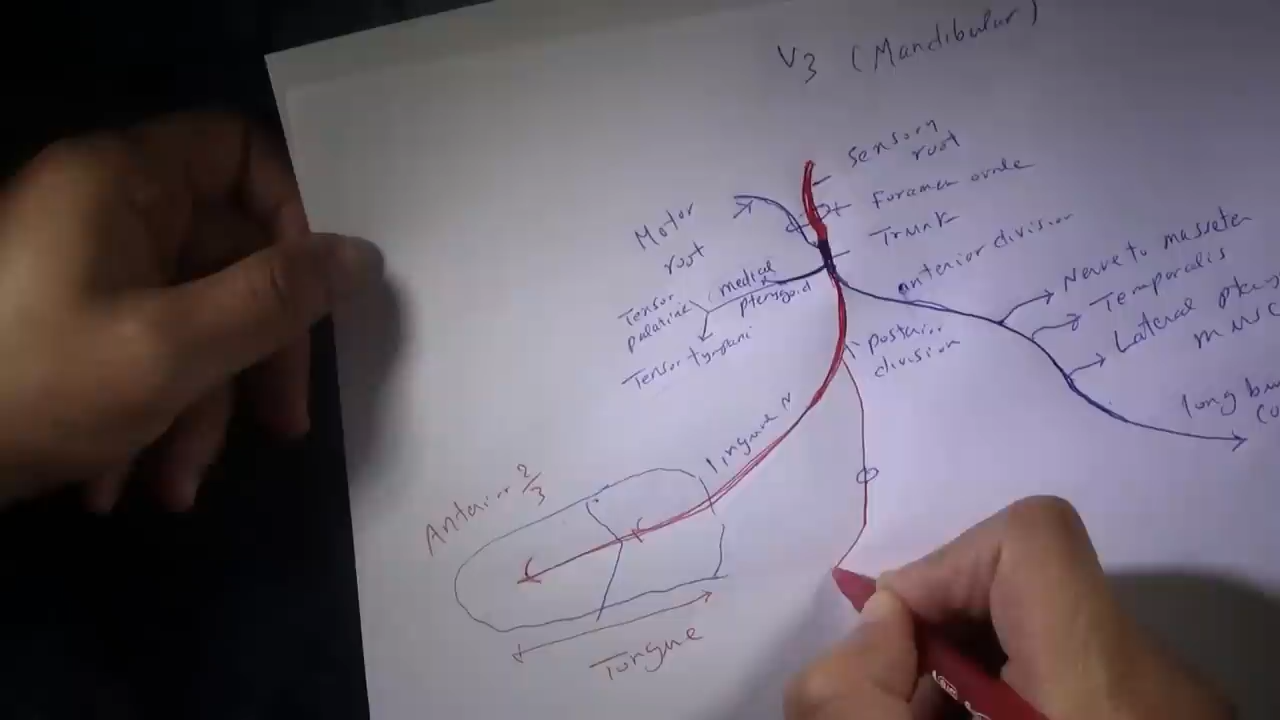 V3 (Mandibular)
Sensory
root
Foramen ovale
Trunk
Motor
root
anterior division
Nerve to masseter
Temporalis
Lateral
medial
pterygoid
Tensor
palatine
Tensor tympani
posterior
division
long
lingual N
Anterior 2/3
Tongue